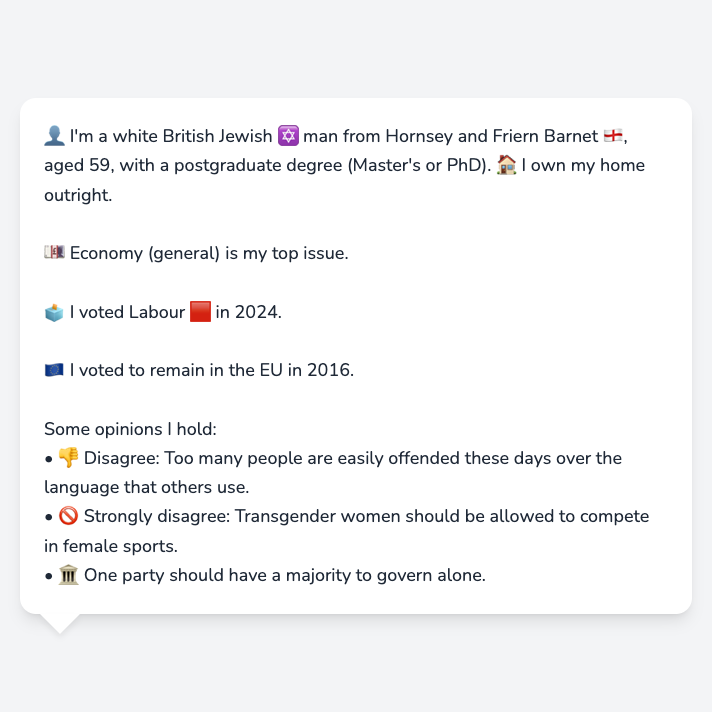 👤 I'm a white British Jewish ✡️ man from Hornsey and Friern Barnet 🏴󠁧󠁢󠁥󠁮󠁧󠁿,
aged 59, with a postgraduate degree (Master's or PhD). 🏠 I own my home
outright.
💷 Economy (general) is my top issue.
🗳️ I voted Labour 🟥 in 2024.
🇪🇺 I voted to remain in the EU in 2016.
Some opinions I hold:
• 👎 Disagree: Too many people are easily offended these days over the
language that others use.
• 🚫 Strongly disagree: Transgender women should be allowed to compete
in female sports.
• 🏛️ One party should have a majority to govern alone.